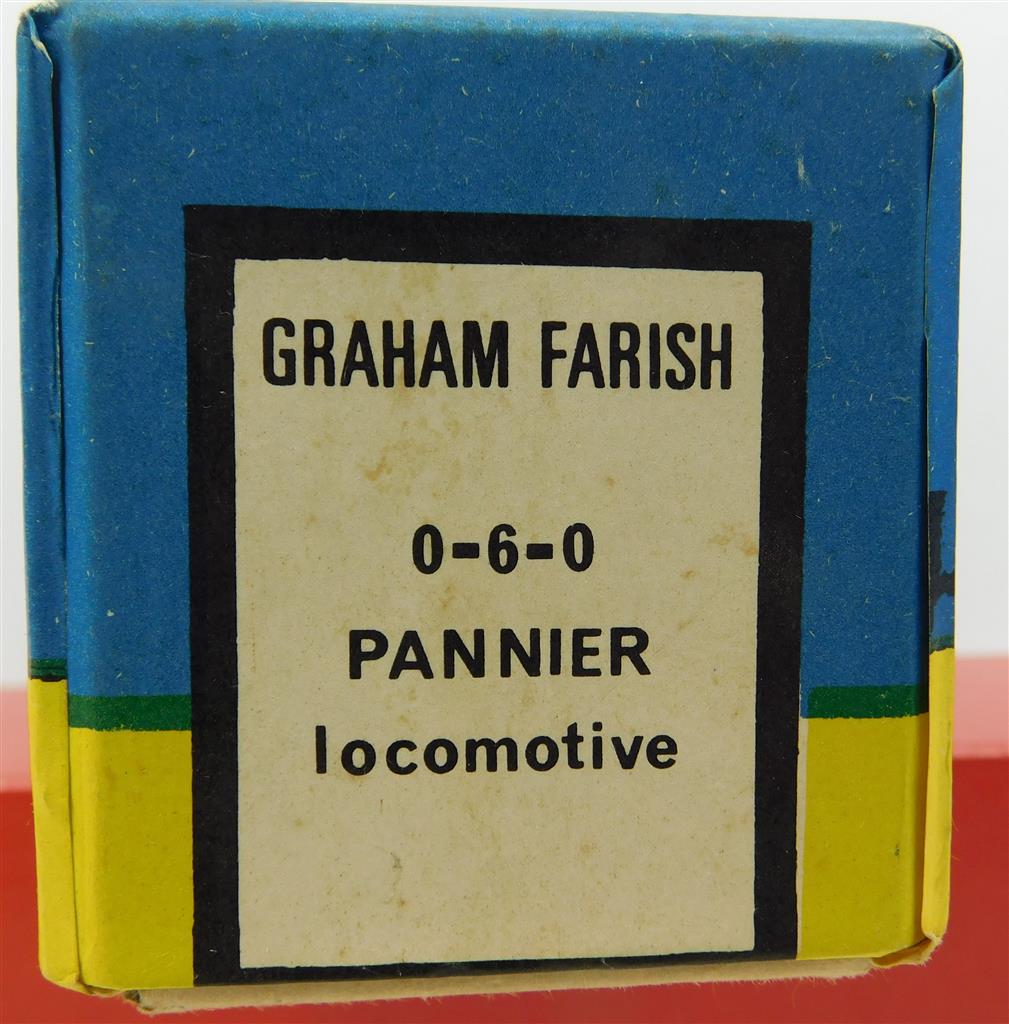 GRAHAM FARISH
0-6-0
PANNIER
locomotive